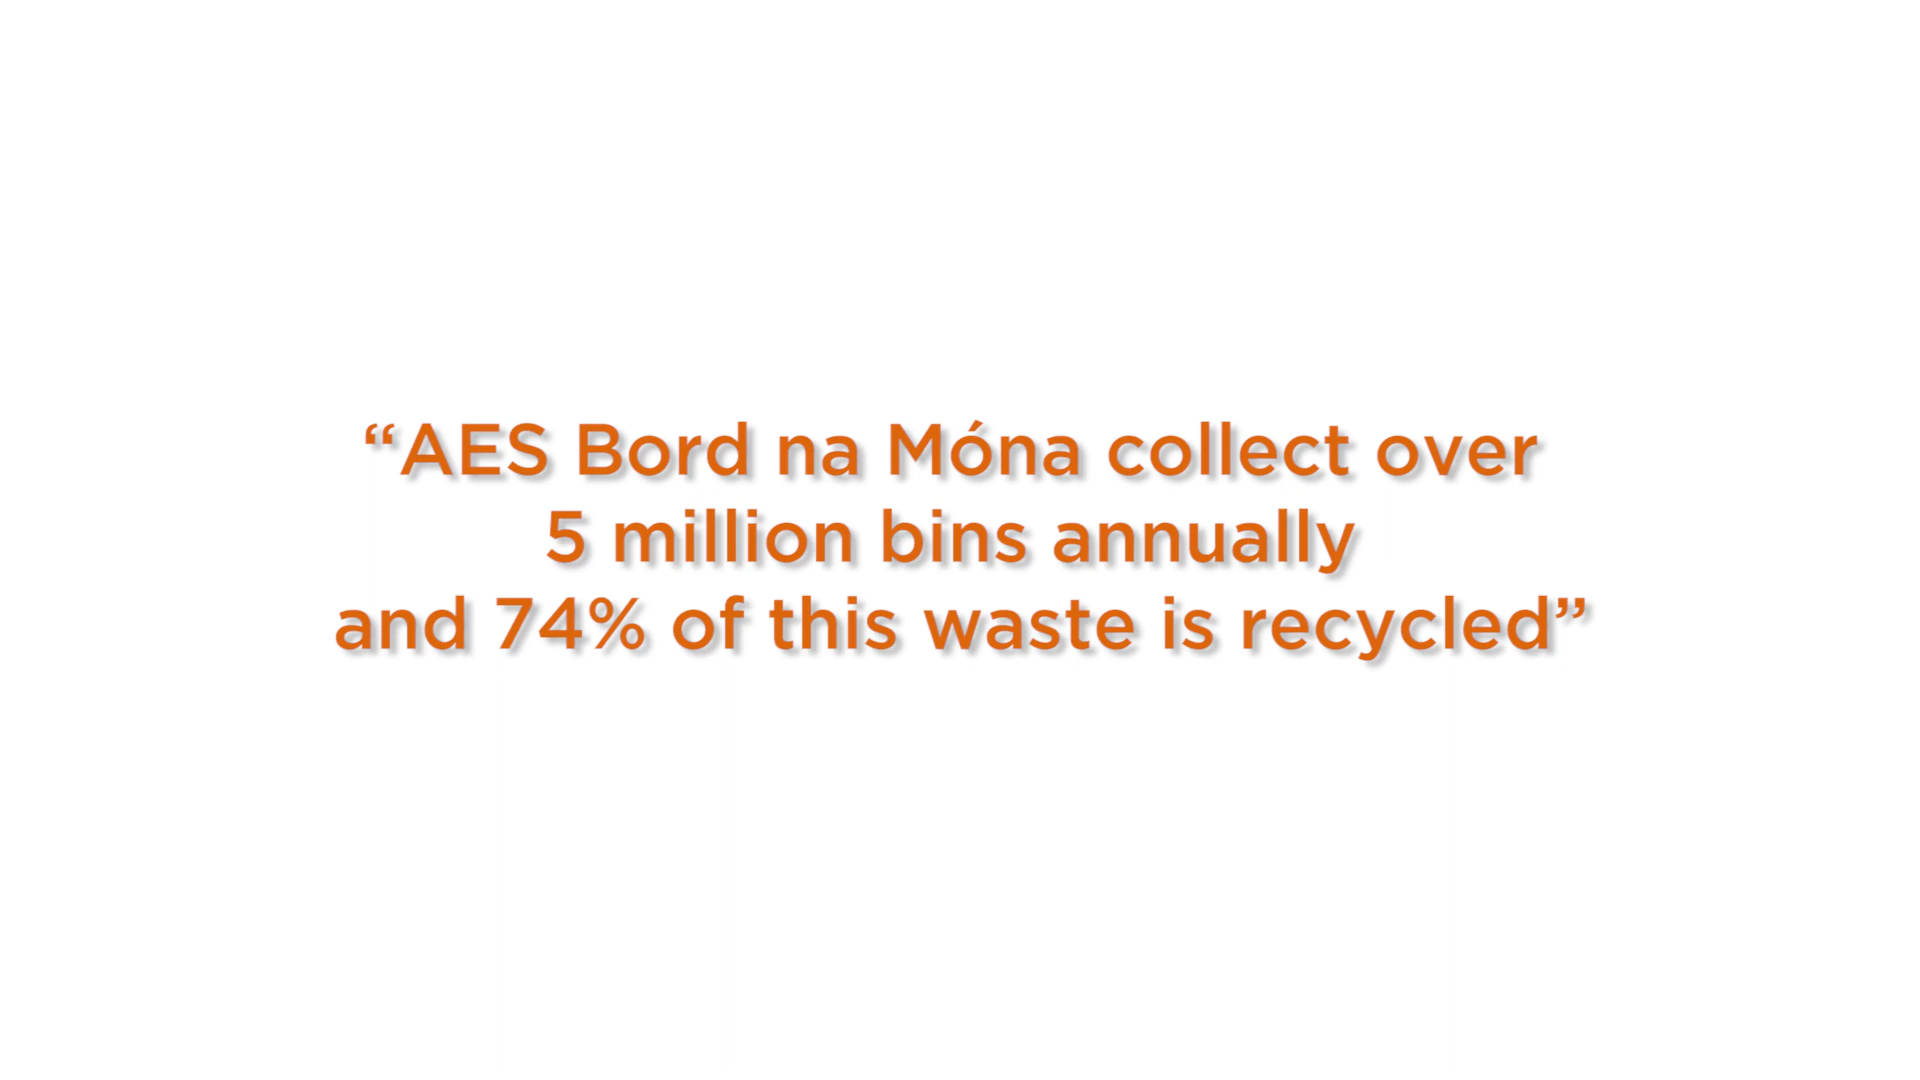 “AES Bord na Móna collect over
5 million bins annually
and 74% of this waste is recycled”